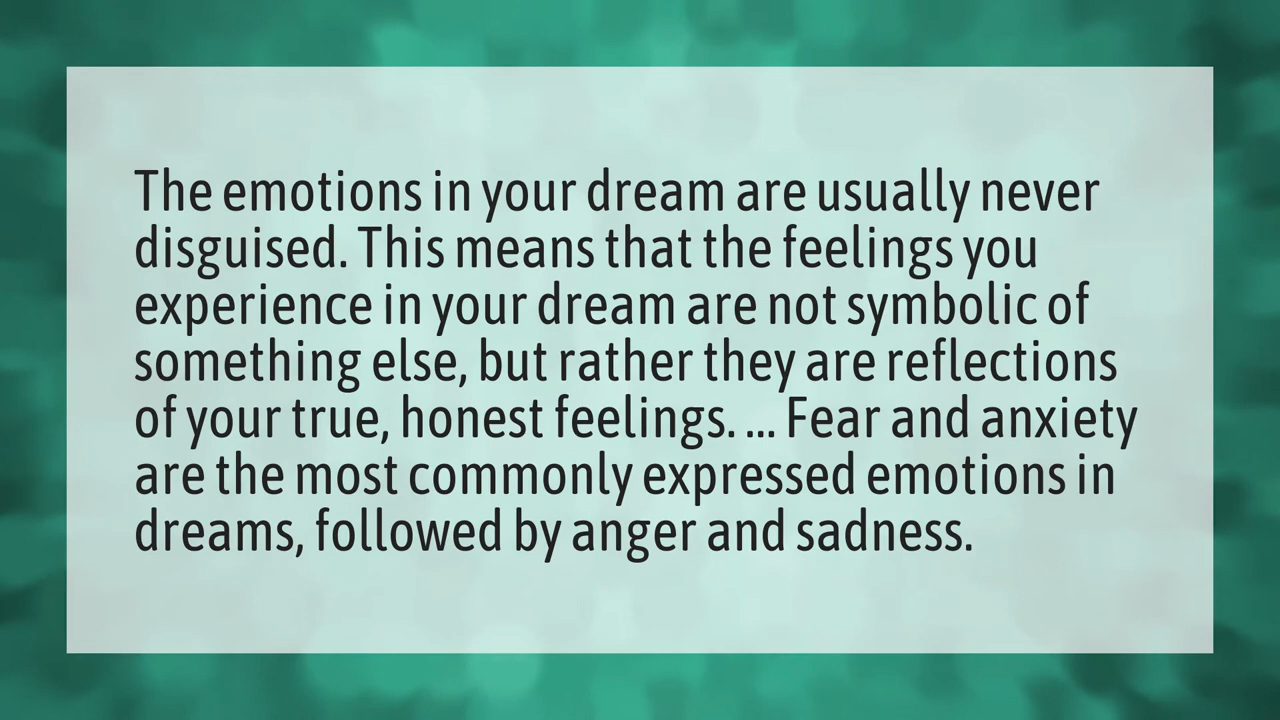 The emotions in your dream are usually never
disguised. This means that the feelings you
experience in your dream are not symbolic of
something else, but rather they are reflections
of your true, honest feelings. ... Fear and anxiety
are the most commonly expressed emotions in
dreams, followed by anger and sadness.